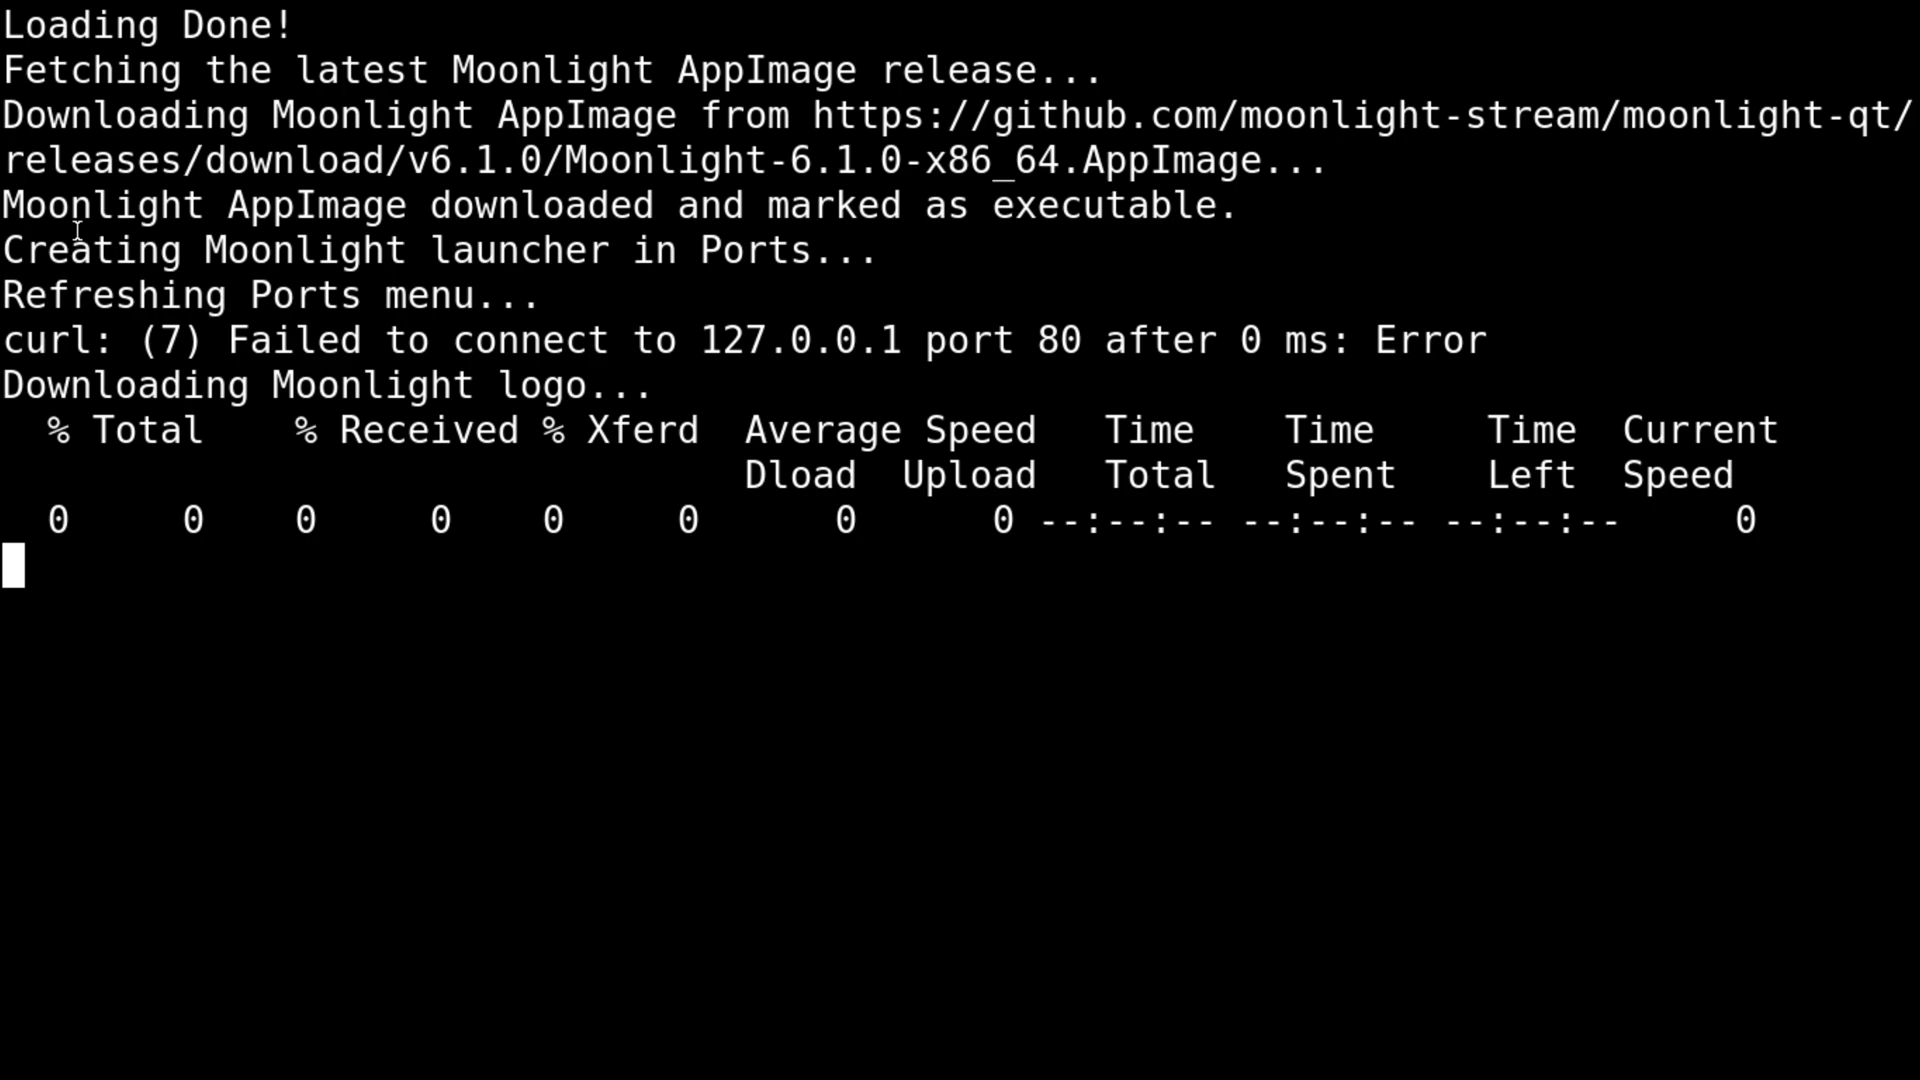 Loading Done!
Fetching the latest Moonlight AppImage release...
Downloading Moonlight AppImage from https://github.com/moonlight-stream/moonlight-qt/
releases/download/v6.1.0/Moonlight-6.1.0-x86_64.AppImage...
Moonlight AppImage downloaded and marked as executable.
Creating Moonlight launcher in Ports...
Refreshing Ports menu...
curl: (7) Failed to connect to 127.0.0.1 port 80 after 0 ms: Error
Downloading Moonlight logo...
  % Total    % Received % Xferd  Average Speed   Time    Time     Time  Current
                                 Dload  Upload   Total   Spent    Left  Speed
  0     0    0     0    0     0      0      0 --:--:-- --:--:-- --:--:--     0